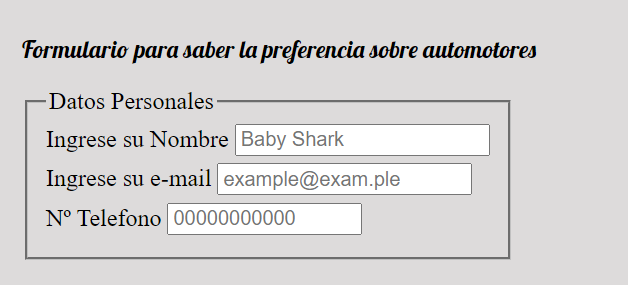 Formulario para saber la preferencia sobre automotores
Datos Personales
Ingrese su Nombre Baby Shark
Ingrese su e-mail example@exam.ple
Nº Telefono 00000000000